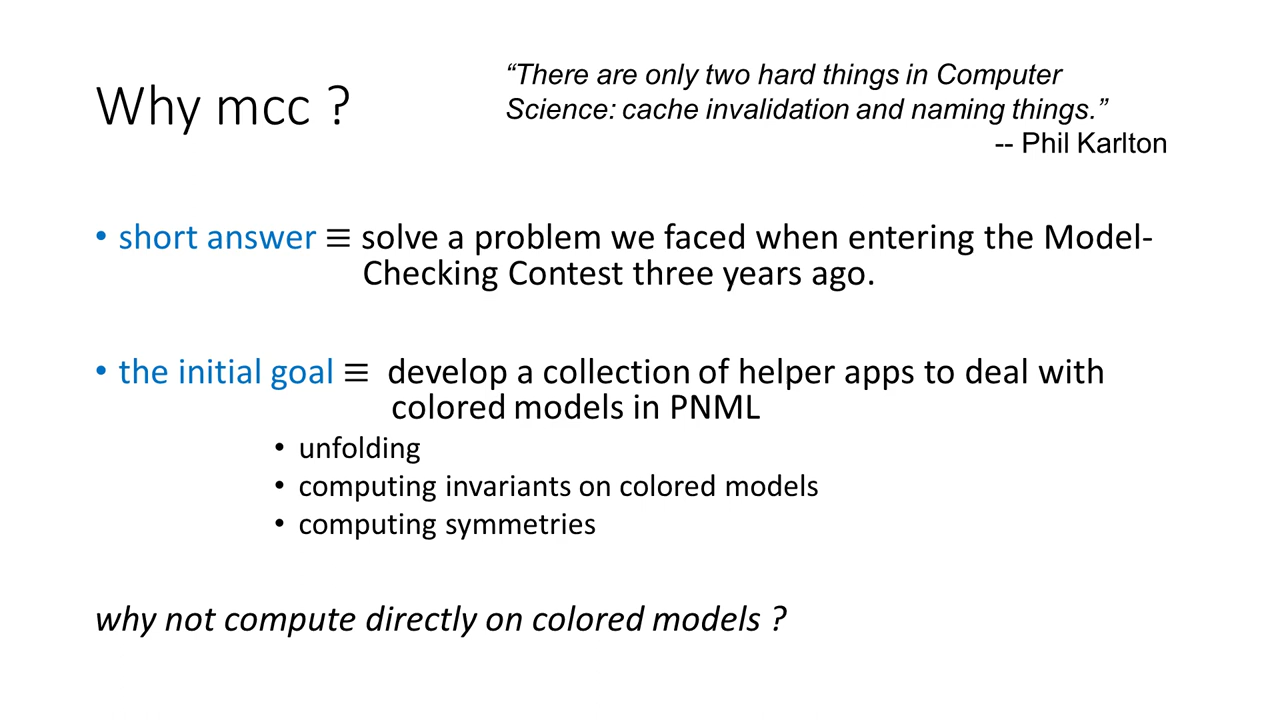 Why mcc ?
“There are only two hard things in Computer
Science: cache invalidation and naming things.”
-- Phil Karlton
• short answer ≡ solve a problem we faced when entering the Model-
Checking Contest three years ago.
• the initial goal ≡ develop a collection of helper apps to deal with
colored models in PNML
• unfolding
• computing invariants on colored models
• computing symmetries
why not compute directly on colored models ?